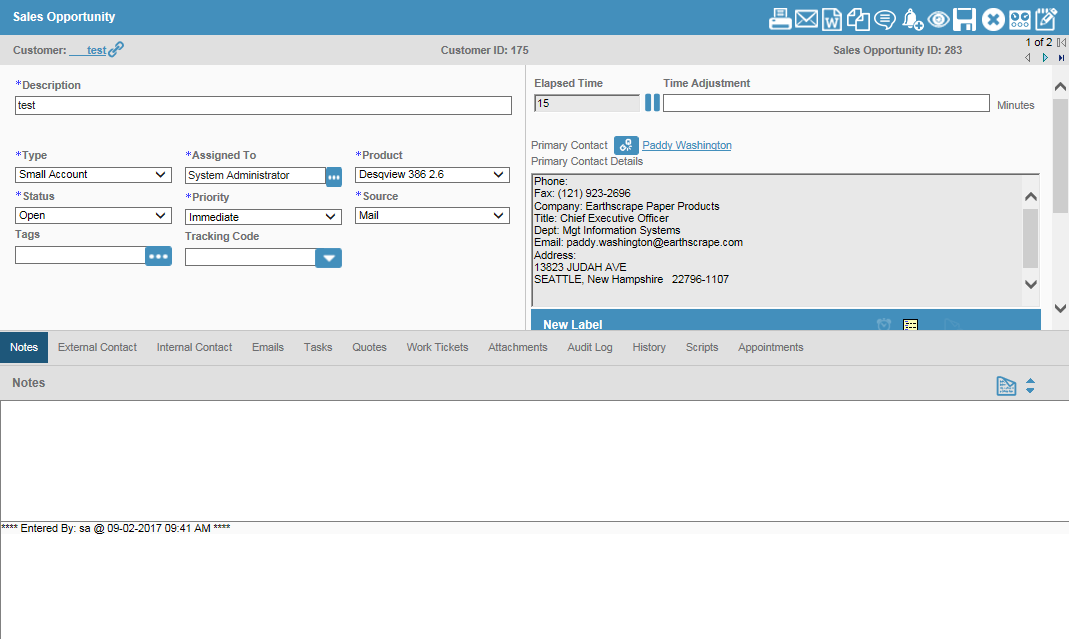 Sales Opportunity
Customer: test
Customer ID: 175
Sales Opportunity ID: 283
1 of 2
*Description
test
Elapsed Time
Time Adjustment
15
Minutes
Primary Contact
Paddy Washington
Primary Contact Details
*Type
*Assigned To
*Product
Small Account
System Administrator
Desqview 386 2.6
*Status
*Priority
*Source
Open
Immediate
Mail
Tags
Tracking Code
Phone:
Fax: (121) 923-2696
Company: Earthscrape Paper Products
Title: Chief Executive Officer
Dept: Mgt Information Systems
Email: paddy.washington@earthscrape.com
Address:
13823 JUDAH AVE
SEATTLE, New Hampshire 22796-1107
New Label
Notes External Contact Internal Contact Emails Tasks Quotes Work Tickets Attachments Audit Log History Scripts Appointments
Notes
**** Entered By: sa @ 09-02-2017 09:41 AM ****